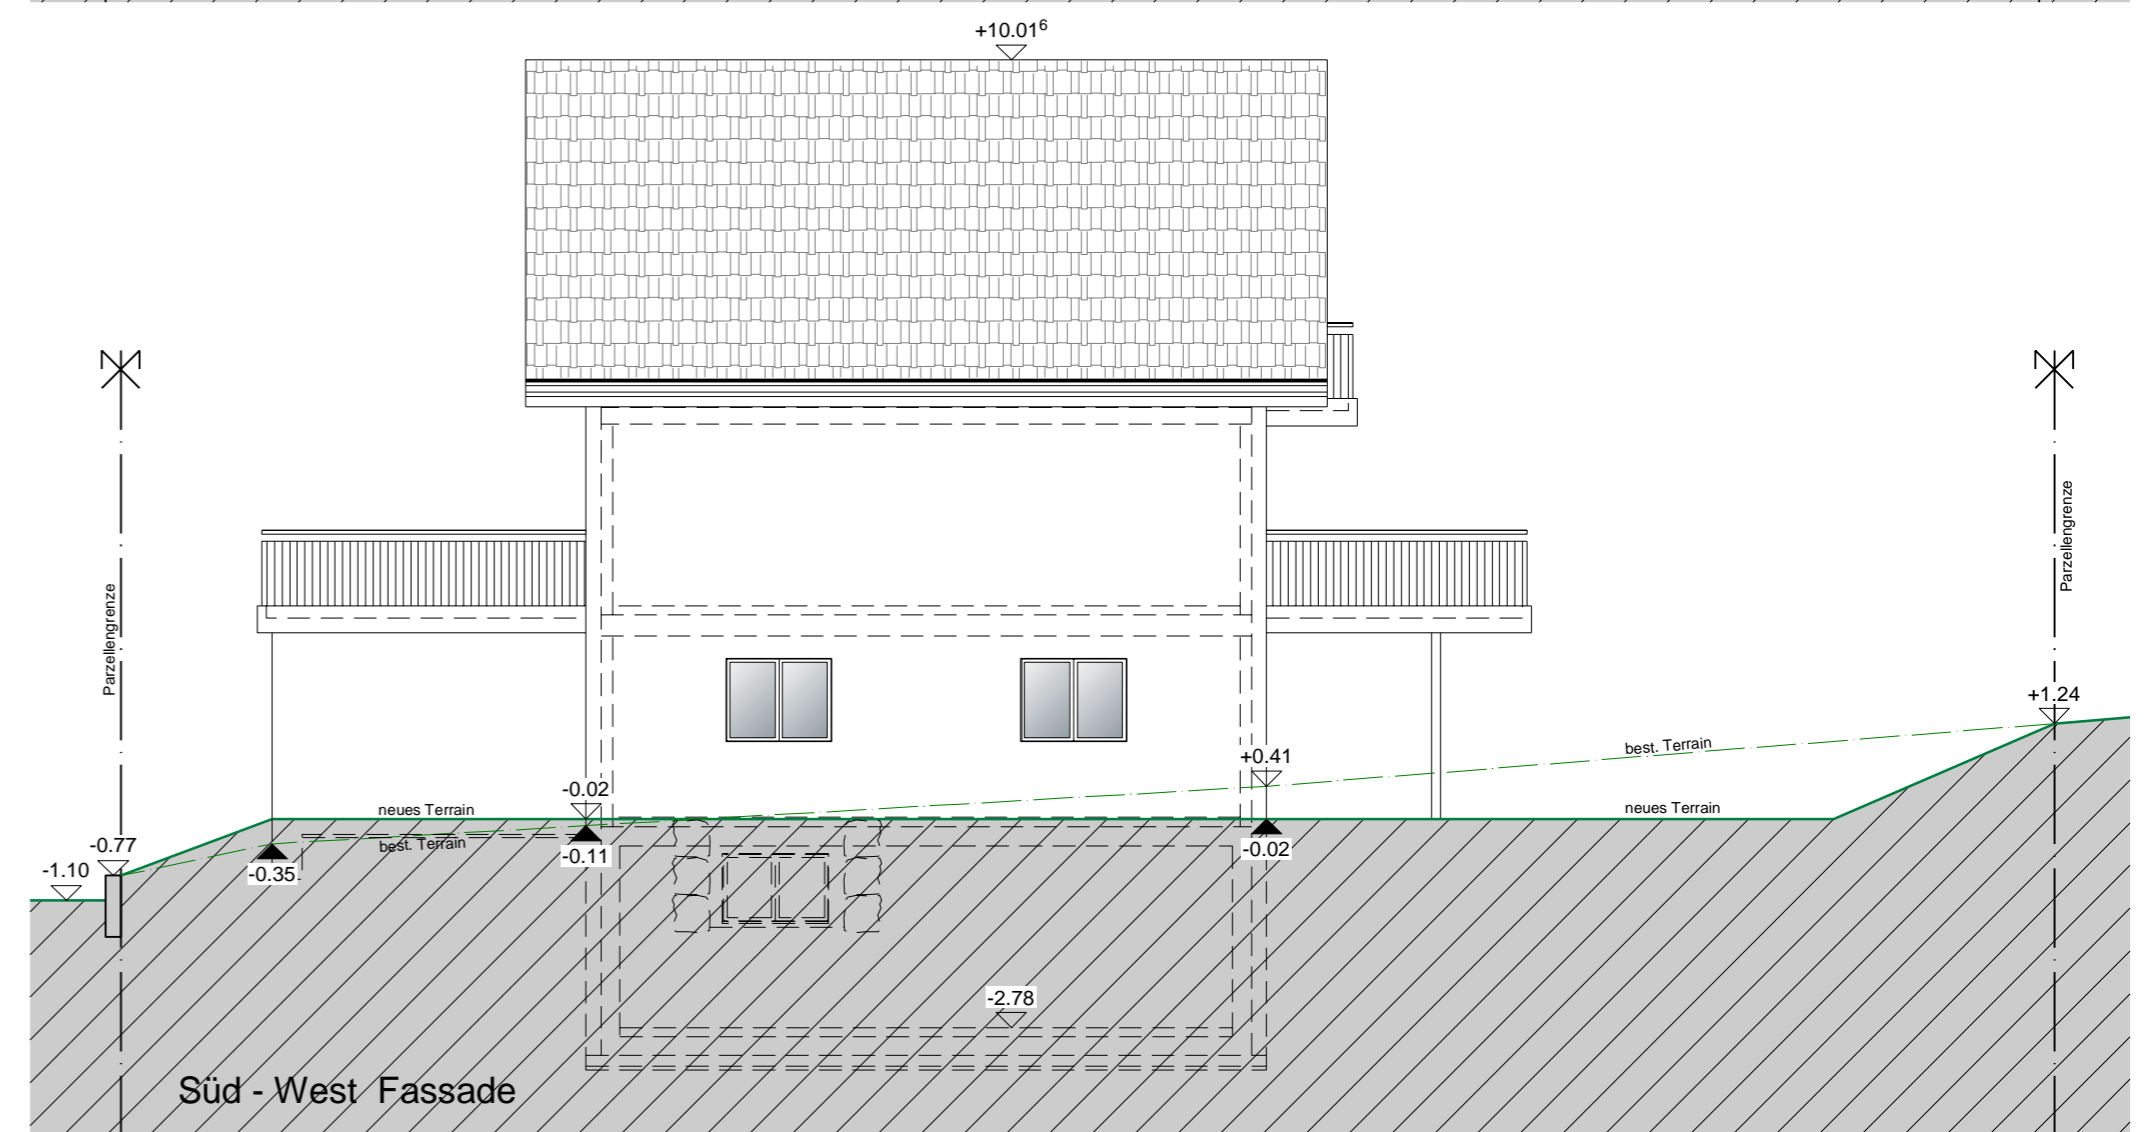 +10.01⁶
Parzellengrenze
Parzellengrenze
+1.24
best. Terrain
+0.41
-0.02
neues Terrain
neues Terrain
best. Terrain
-0.77
-0.11
-0.02
-1.10
-0.35
-2.78
Süd - West Fassade